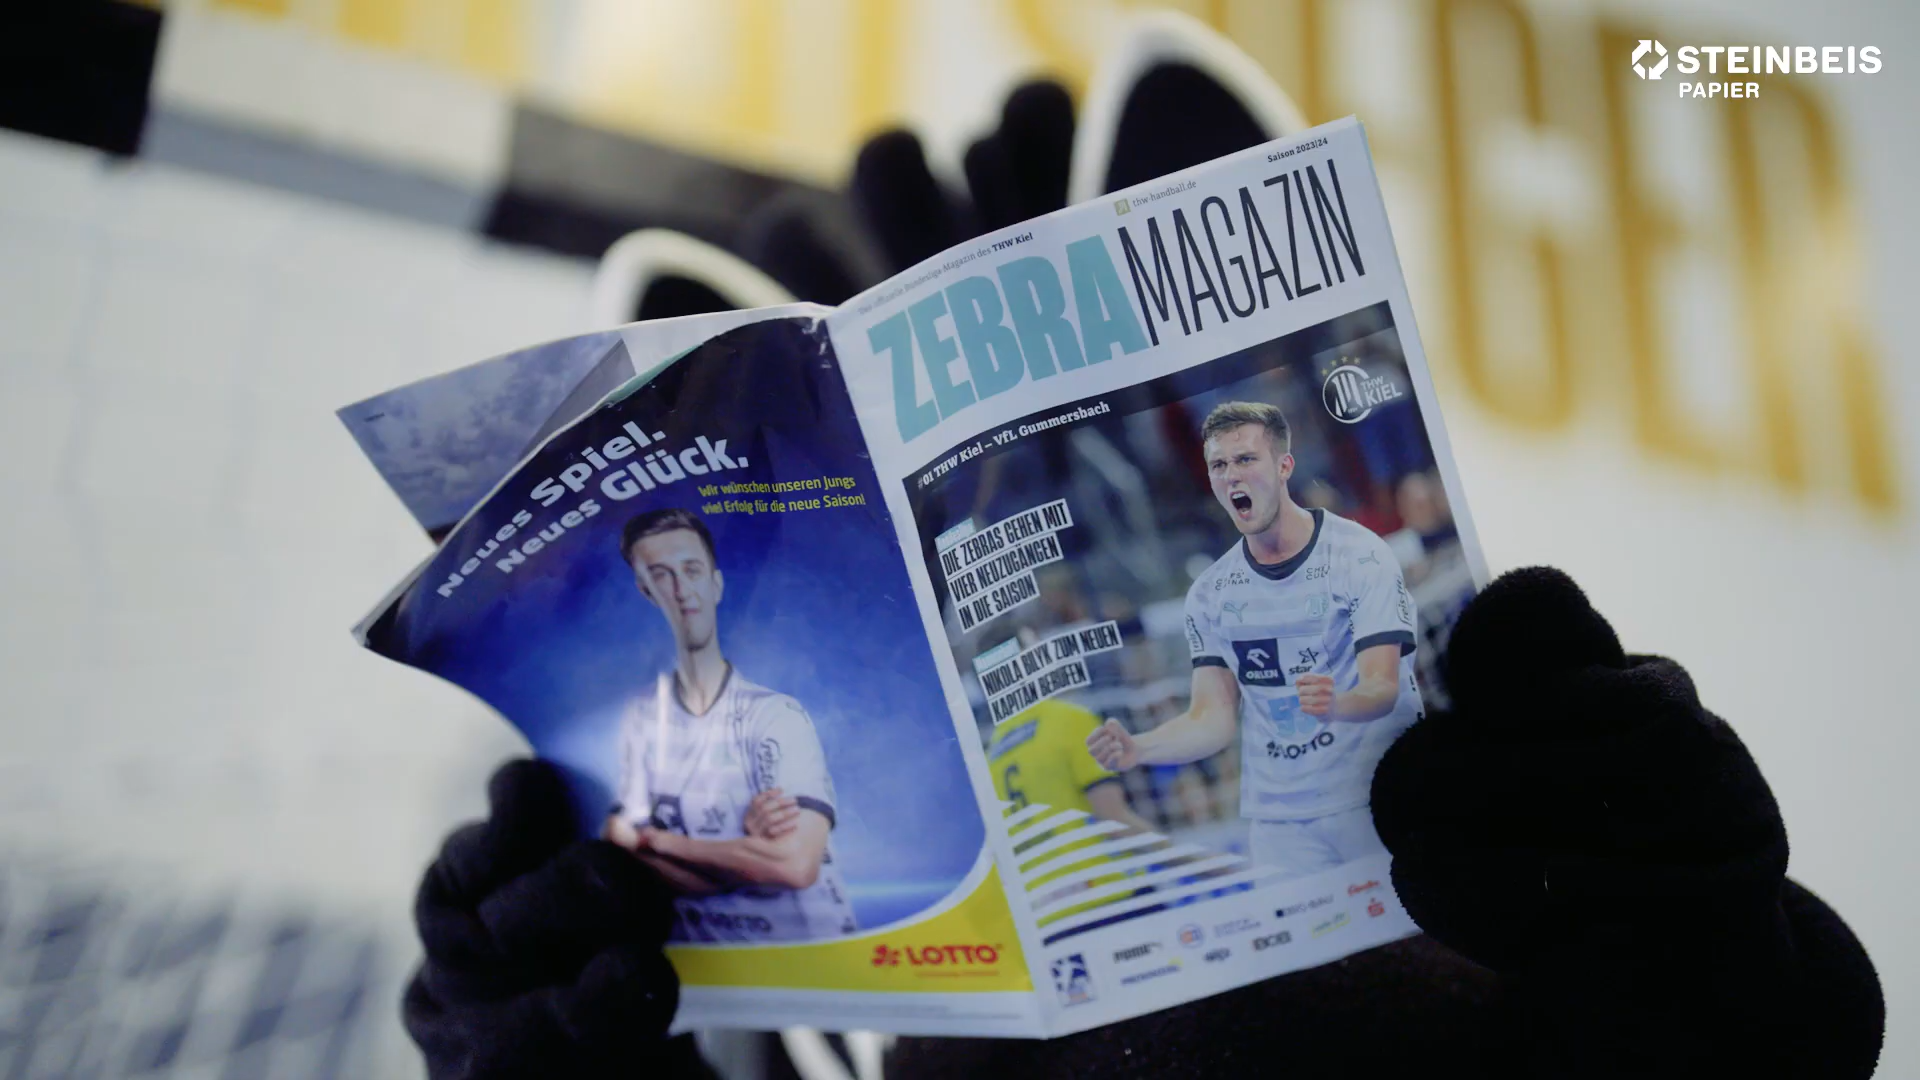 STEINBEIS
PAPIER
Saison 2023|24
thw-handball.de
Das offizielle Bundesliga-Magazin des THW Kiel
ZEBRA MAGAZIN
#01 THW Kiel – VfL Gummersbach
THW
KIEL
DIE ZEBRAS GEHEN MIT
VIER NEUZUGÄNGEN
IN DIE SAISON
NIKOLA BILYK ZUM NEUEN
KAPITÄN BERUFEN
ORLEN
star
LOTTO
6
Neues Spiel.
Neues Glück.
Wir wünschen unseren Jungs
viel Erfolg für die neue Saison!
LOTTO